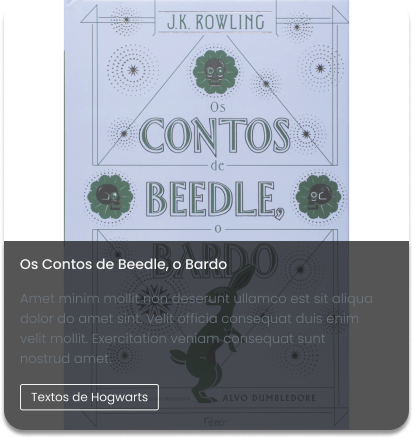 J.K. ROWLING
Os
CONTOS
de
BEEDLE,
o
BARDO
Os Contos de Beedle, o Bardo
Amet minim mollit non deserunt ullamco est sit aliqua
dolor do amet sint. Velit officia consequat duis enim
velit mollit. Exercitation veniam consequat sunt
nostrud amet.
Textos de Hogwarts
ALVO DUMBLEDORE